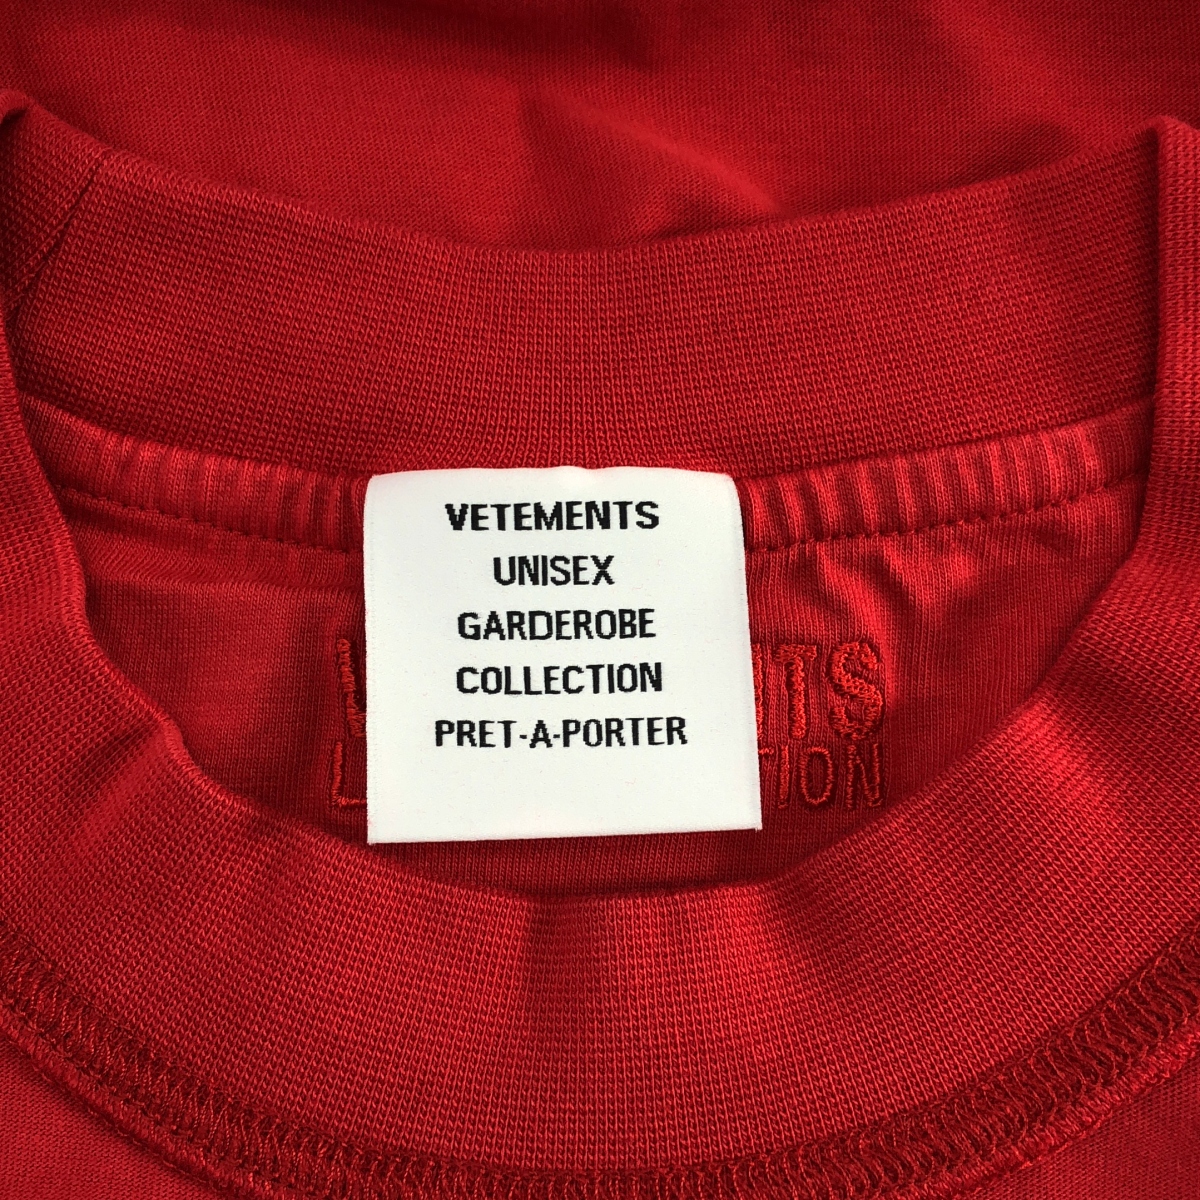 VETEMENTS
UNISEX
GARDEROBE
COLLECTION
PRET-A-PORTER